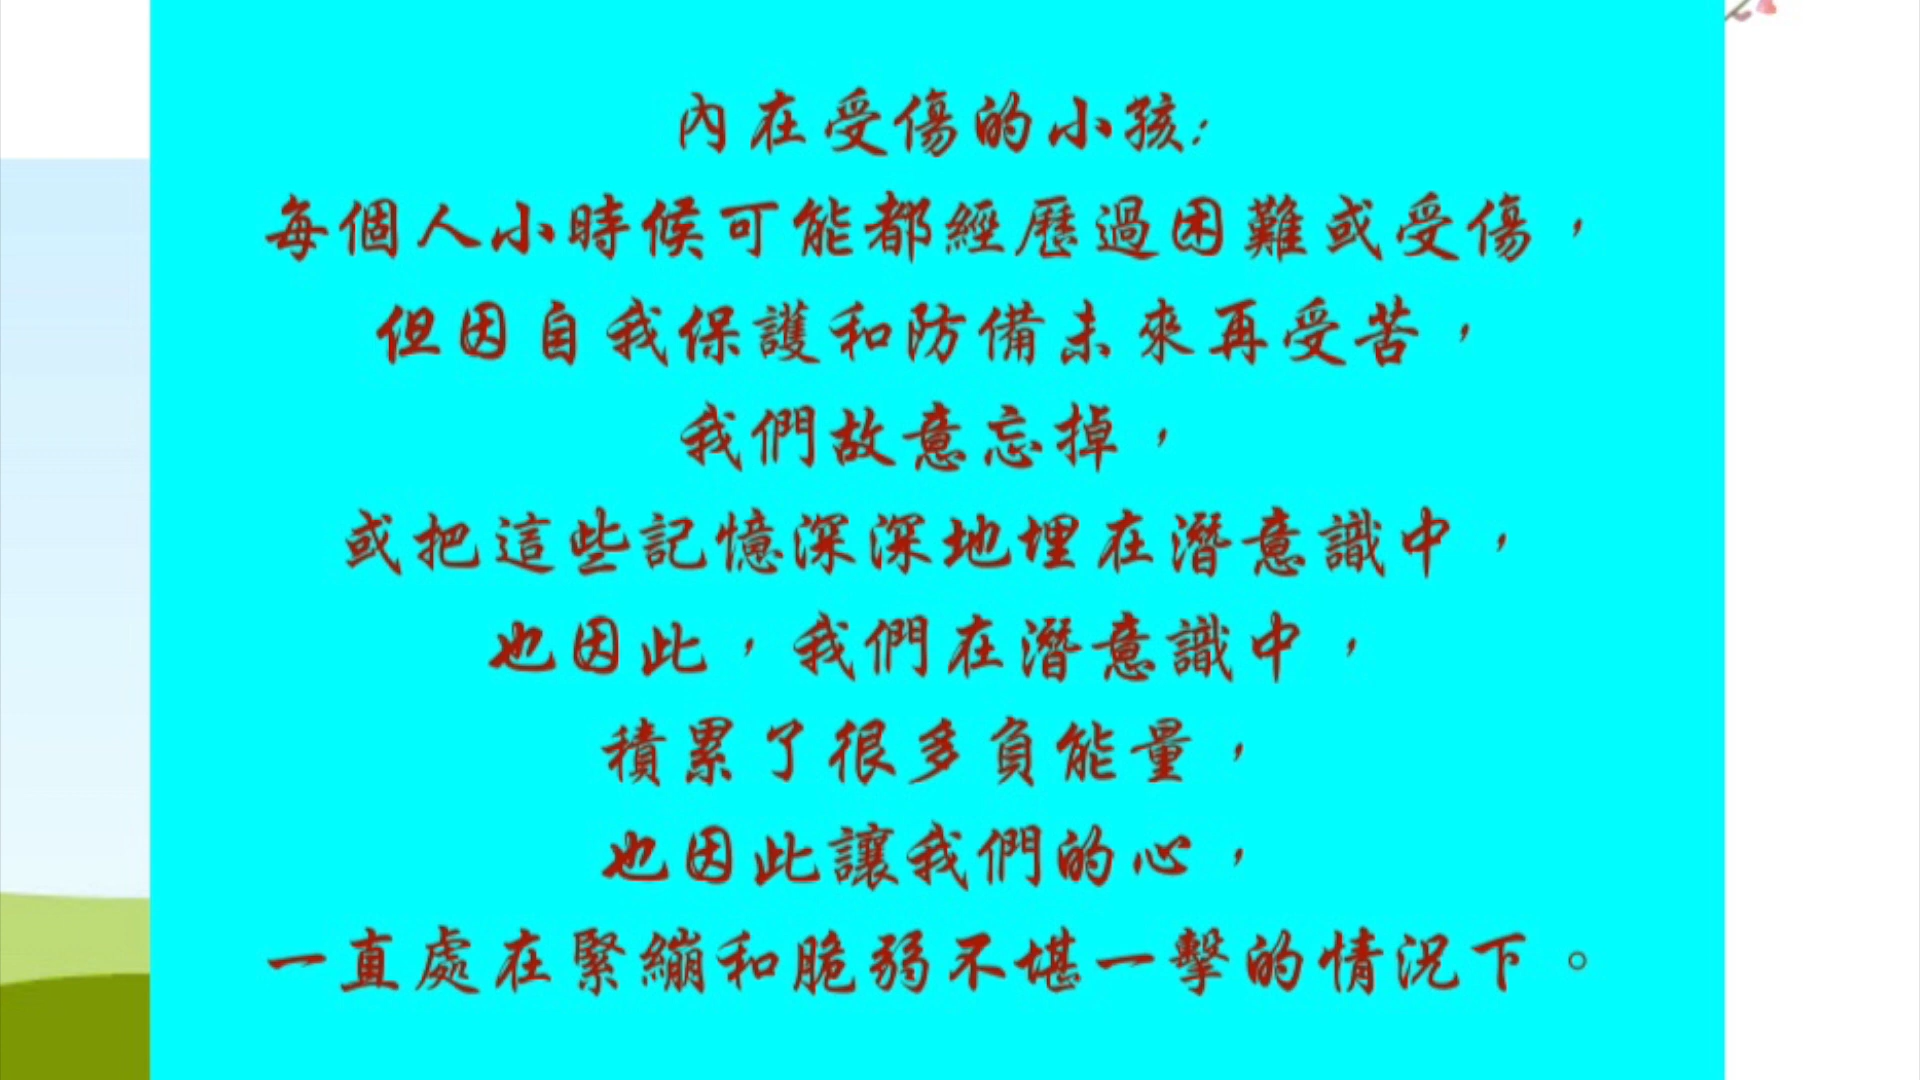 內在受傷的小孩:
每個人小時候可能都經歷過困難或受傷，
但因自我保護和防備未來再受苦，
我們故意忘掉，
或把這些記憶深深地埋在潛意識中，
也因此，我們在潛意識中，
積累了很多負能量，
也因此讓我們的心，
一直處在緊繃和脆弱不堪一擊的情況下。